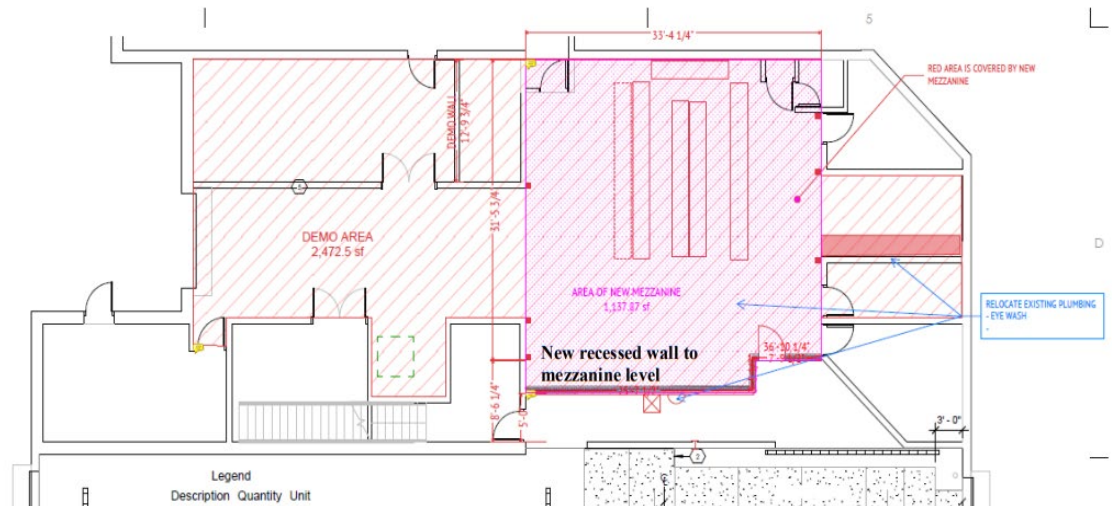 5
33'-4 1/4"
RED AREA IS COVERED BY NEW
MEZZANINE
DEMO WALL
12'-9 3/4"
31'-5 3/4"
D
DEMO AREA
2,472.5 sf
AREA OF NEW MEZZANINE
1,137.87 sf
RELOCATE EXISTING PLUMBING
- EYE WASH
-
New recessed wall to
mezzanine level
36'-10 1/4"
8'-6 1/4"
3' - 0"
2
Legend
Description Quantity Unit